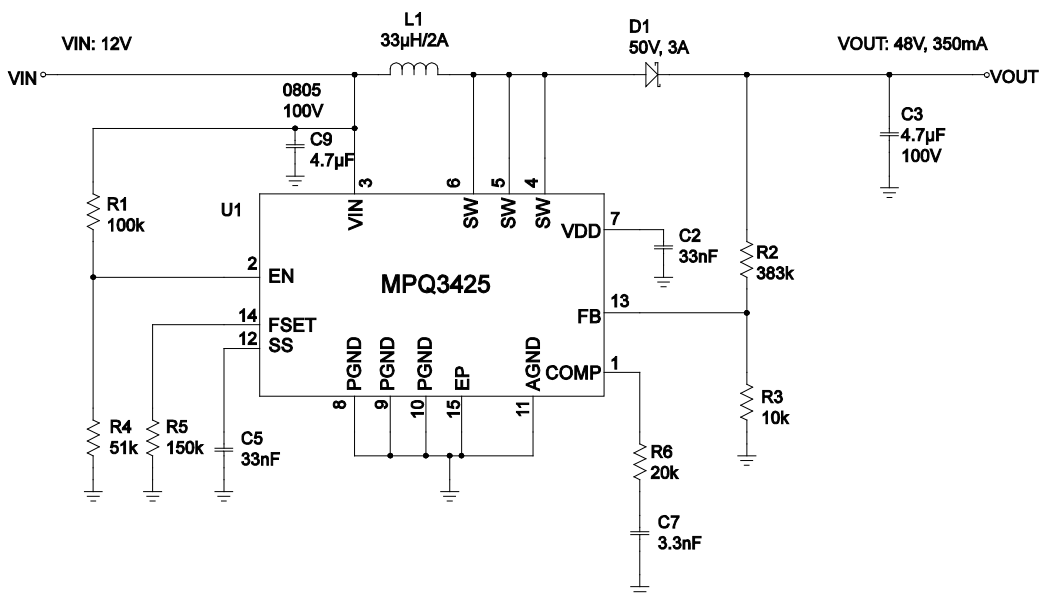 L1
33µH/2A
D1
50V, 3A
VIN: 12V
VOUT: 48V, 350mA
VIN
VOUT
0805
100V
C9
4.7µF
C3
4.7µF
100V
3
6
5
4
R1
100k
U1
VIN
SW
SW
SW
7
VDD
C2
33nF
R2
383k
2
EN
MPQ3425
13
FB
14
FSET
12
SS
PGND
PGND
PGND
EP
AGND
COMP
1
8
9
10
15
11
R3
10k
R4
51k
R5
150k
C5
33nF
R6
20k
C7
3.3nF